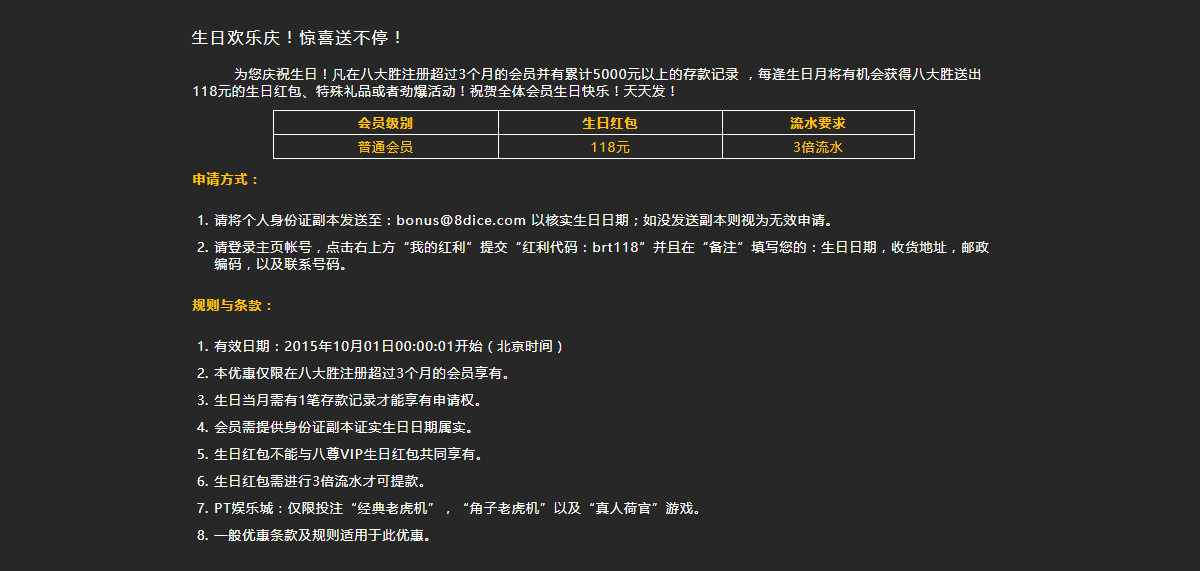 生日欢乐庆！惊喜送不停！
为您庆祝生日！凡在八大胜注册超过3个月的会员并有累计5000元以上的存款记录 ，每逢生日月将有机会获得八大胜送出
118元的生日红包、特殊礼品或者劲爆活动！祝贺全体会员生日快乐！天天发！
会员级别 生日红包 流水要求
普通会员 118元 3倍流水
申请方式：
1. 请将个人身份证副本发送至：bonus@8dice.com 以核实生日日期；如没发送副本则视为无效申请。
2. 请登录主页帐号，点击右上方“我的红利”提交“红利代码：brt118”并且在“备注”填写您的：生日日期，收货地址，邮政
编码，以及联系号码。
规则与条款：
1. 有效日期：2015年10月01日00:00:01开始（北京时间）
2. 本优惠仅限在八大胜注册超过3个月的会员享有。
3. 生日当月需有1笔存款记录才能享有申请权。
4. 会员需提供身份证副本证实生日日期属实。
5. 生日红包不能与八尊VIP生日红包共同享有。
6. 生日红包需进行3倍流水才可提款。
7. PT娱乐城：仅限投注“经典老虎机”，“角子老虎机”以及“真人荷官”游戏。
8. 一般优惠条款及规则适用于此优惠。